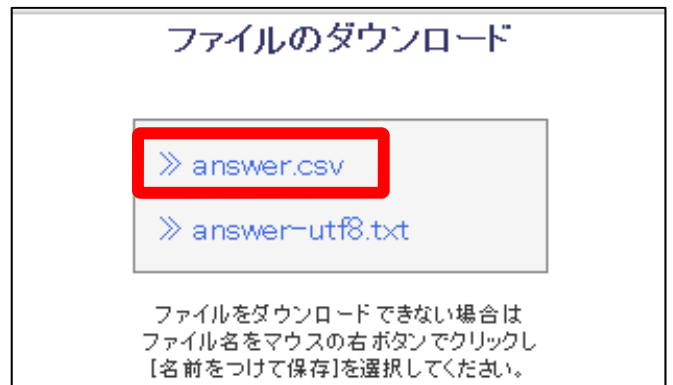 ファイルのダウンロード
≫ answer.csv
≫ answer-utf8.txt
ファイルをダウンロードできない場合は
ファイル名をマウスの右ボタンでクリックし
[名前をつけて保存]を選択してください。